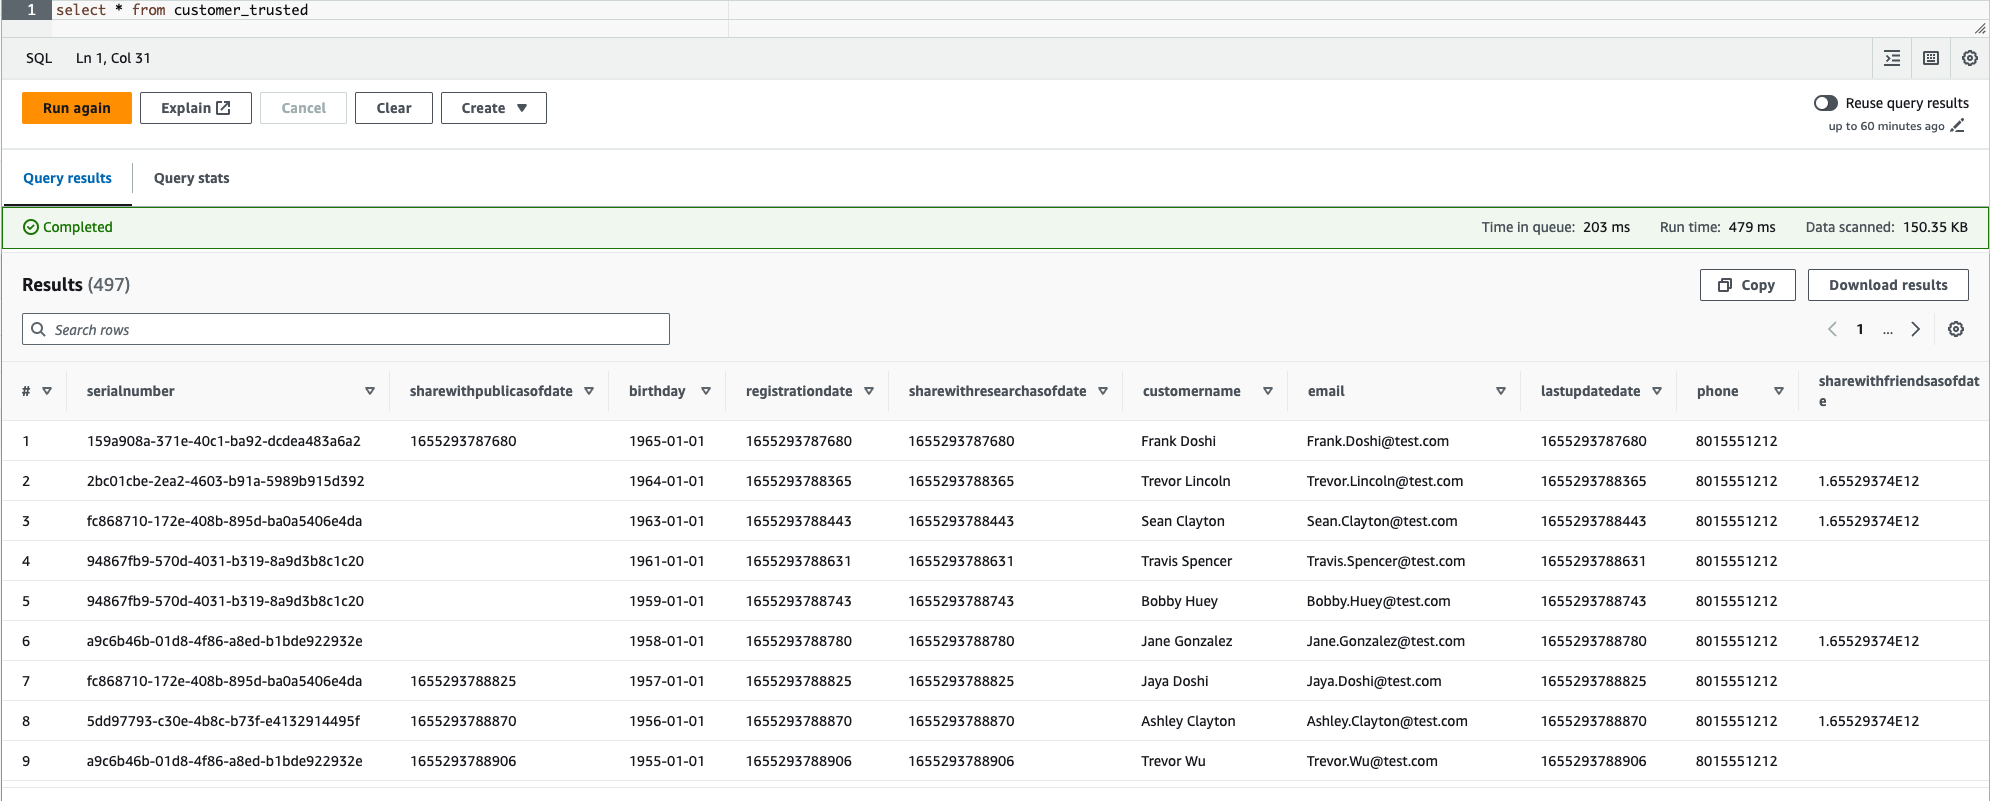 1 select * from customer_trusted
SQL Ln 1, Col 31
Run again Explain Cancel Clear Create Reuse query results
up to 60 minutes ago
Query results Query stats
Completed Time in queue: 203 ms Run time: 479 ms Data scanned: 150.35 KB
Results (497) Copy Download results
Search rows 1 ...
# serialnumber sharewithpublicasofdate birthday registrationdate sharewithresearchasofdate customername email lastupdatedate phone sharewithfriendsasofdat
e
1 159a908a-371e-40c1-ba92-dcdea483a6a2 1655293787680 1965-01-01 1655293787680 1655293787680 Frank Doshi Frank.Doshi@test.com 1655293787680 8015551212
2 2bc01cbe-2ea2-4603-b91a-5989b915d392 1964-01-01 1655293788365 1655293788365 Trevor Lincoln Trevor.Lincoln@test.com 1655293788365 8015551212 1.65529374E12
3 fc868710-172e-408b-895d-ba0a5406e4da 1963-01-01 1655293788443 1655293788443 Sean Clayton Sean.Clayton@test.com 1655293788443 8015551212 1.65529374E12
4 94867fb9-570d-4031-b319-8a9d3b8c1c20 1961-01-01 1655293788631 1655293788631 Travis Spencer Travis.Spencer@test.com 1655293788631 8015551212
5 94867fb9-570d-4031-b319-8a9d3b8c1c20 1959-01-01 1655293788743 1655293788743 Bobby Huey Bobby.Huey@test.com 1655293788743 8015551212
6 a9c6b46b-01d8-4f86-a8ed-b1bde922932e 1958-01-01 1655293788780 1655293788780 Jane Gonzalez Jane.Gonzalez@test.com 1655293788780 8015551212 1.65529374E12
7 fc868710-172e-408b-895d-ba0a5406e4da 1655293788825 1957-01-01 1655293788825 1655293788825 Jaya Doshi Jaya.Doshi@test.com 1655293788825 8015551212
8 5dd97793-c30e-4b8c-b73f-e4132914495f 1655293788870 1956-01-01 1655293788870 1655293788870 Ashley Clayton Ashley.Clayton@test.com 1655293788870 8015551212 1.65529374E12
9 a9c6b46b-01d8-4f86-a8ed-b1bde922932e 1655293788906 1955-01-01 1655293788906 1655293788906 Trevor Wu Trevor.Wu@test.com 1655293788906 8015551212